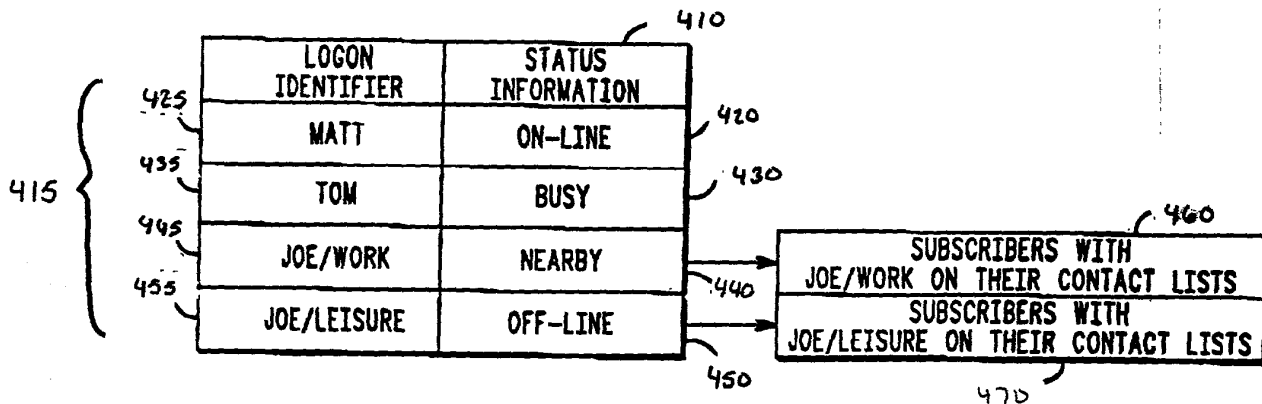 410
LOGON IDENTIFIER
STATUS INFORMATION
415
425
MATT
ON-LINE
420
435
TOM
BUSY
430
445
JOE/WORK
NEARBY
440
460
SUBSCRIBERS WITH
JOE/WORK ON THEIR CONTACT LISTS
455
JOE/LEISURE
OFF-LINE
450
SUBSCRIBERS WITH
JOE/LEISURE ON THEIR CONTACT LISTS
470